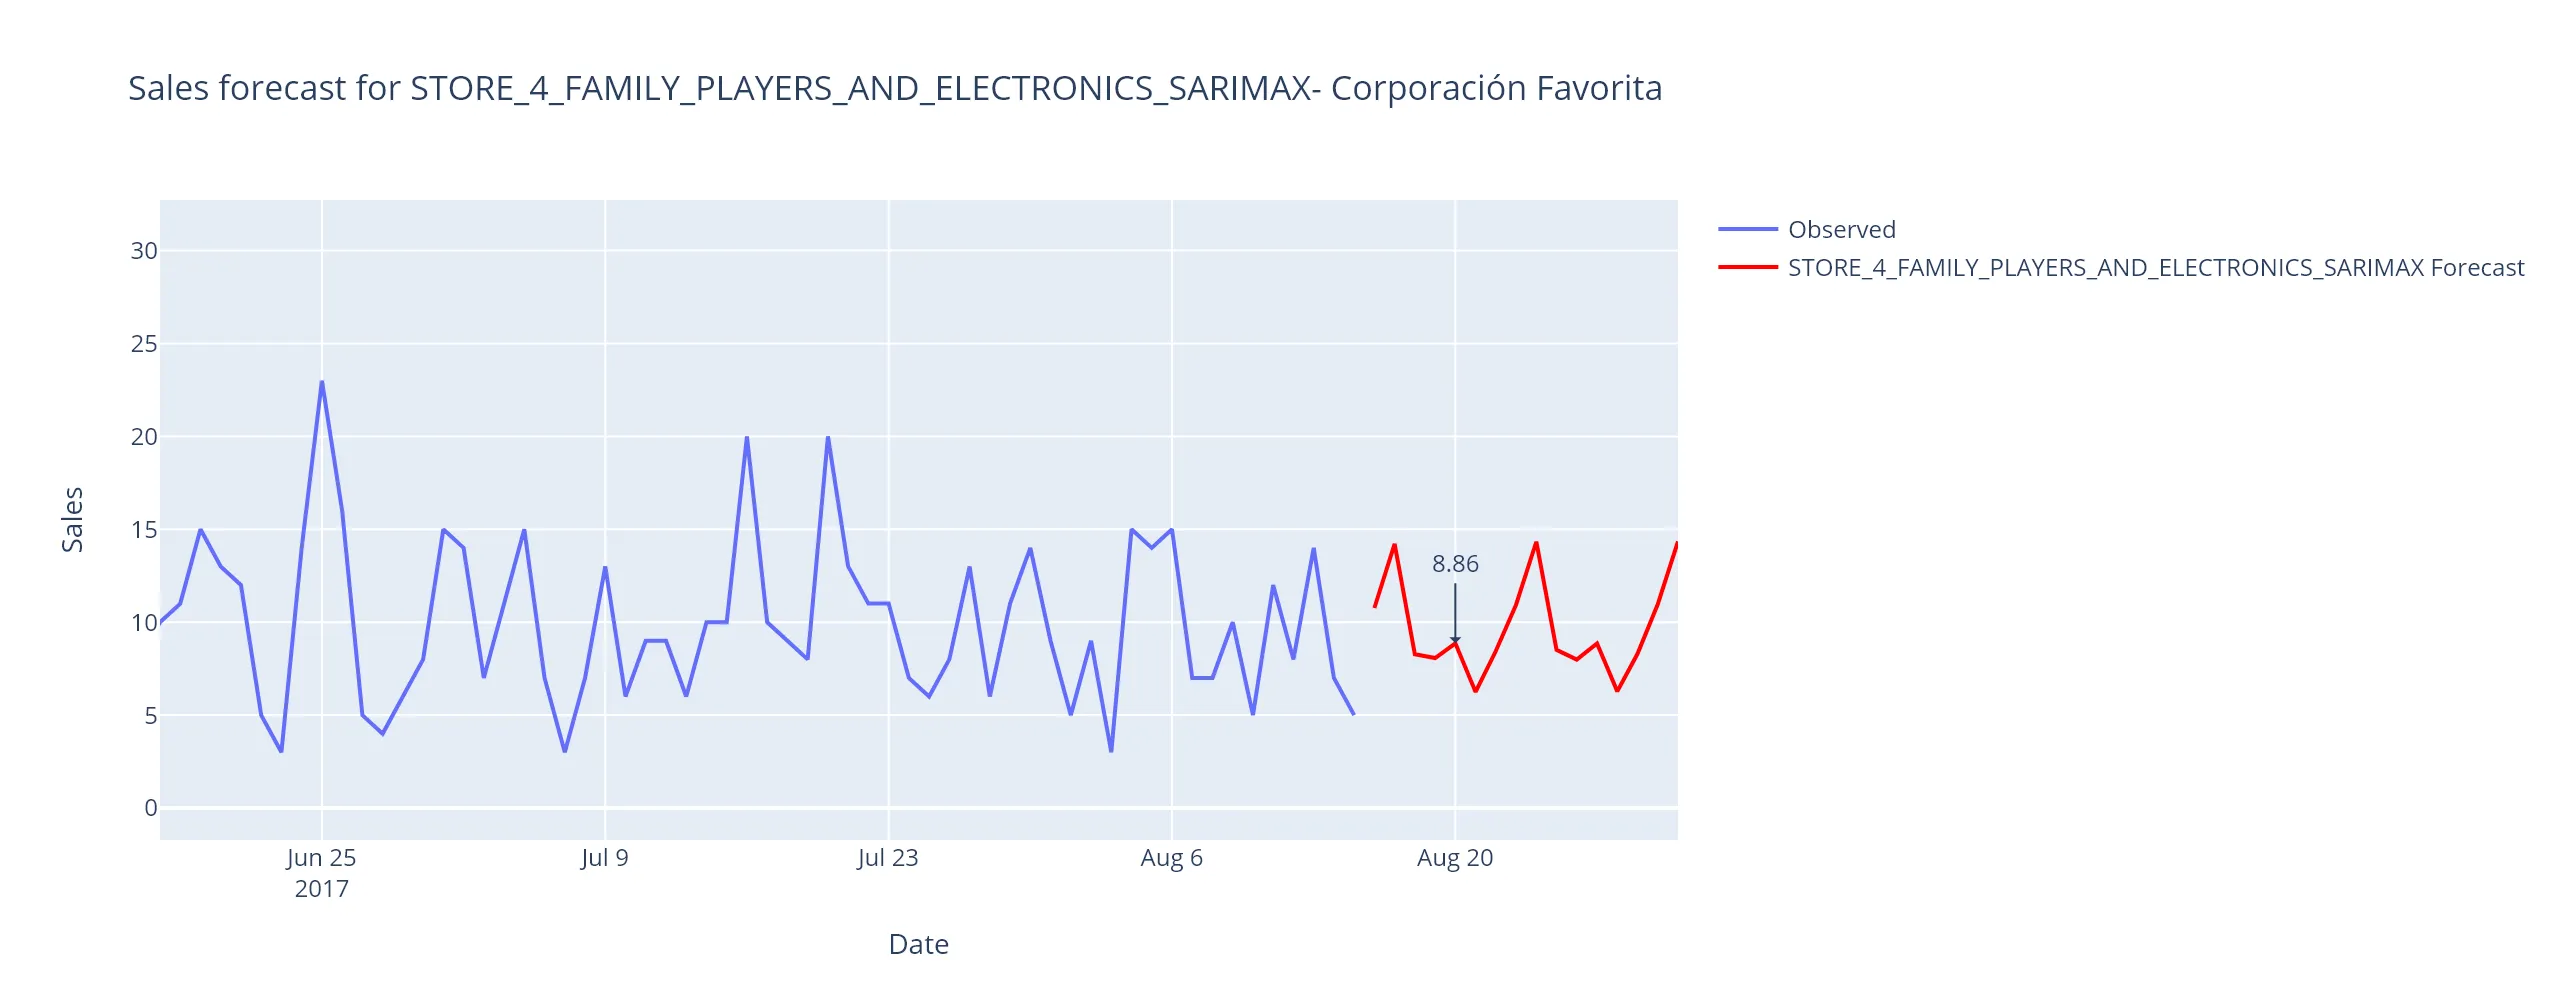 Sales forecast for STORE_4_FAMILY_PLAYERS_AND_ELECTRONICS_SARIMAX- Corporación Favorita
Observed
STORE_4_FAMILY_PLAYERS_AND_ELECTRONICS_SARIMAX Forecast
30
25
20
15
10
5
0
Sales
8.86
Jun 25
2017
Jul 9
Jul 23
Aug 6
Aug 20
Date